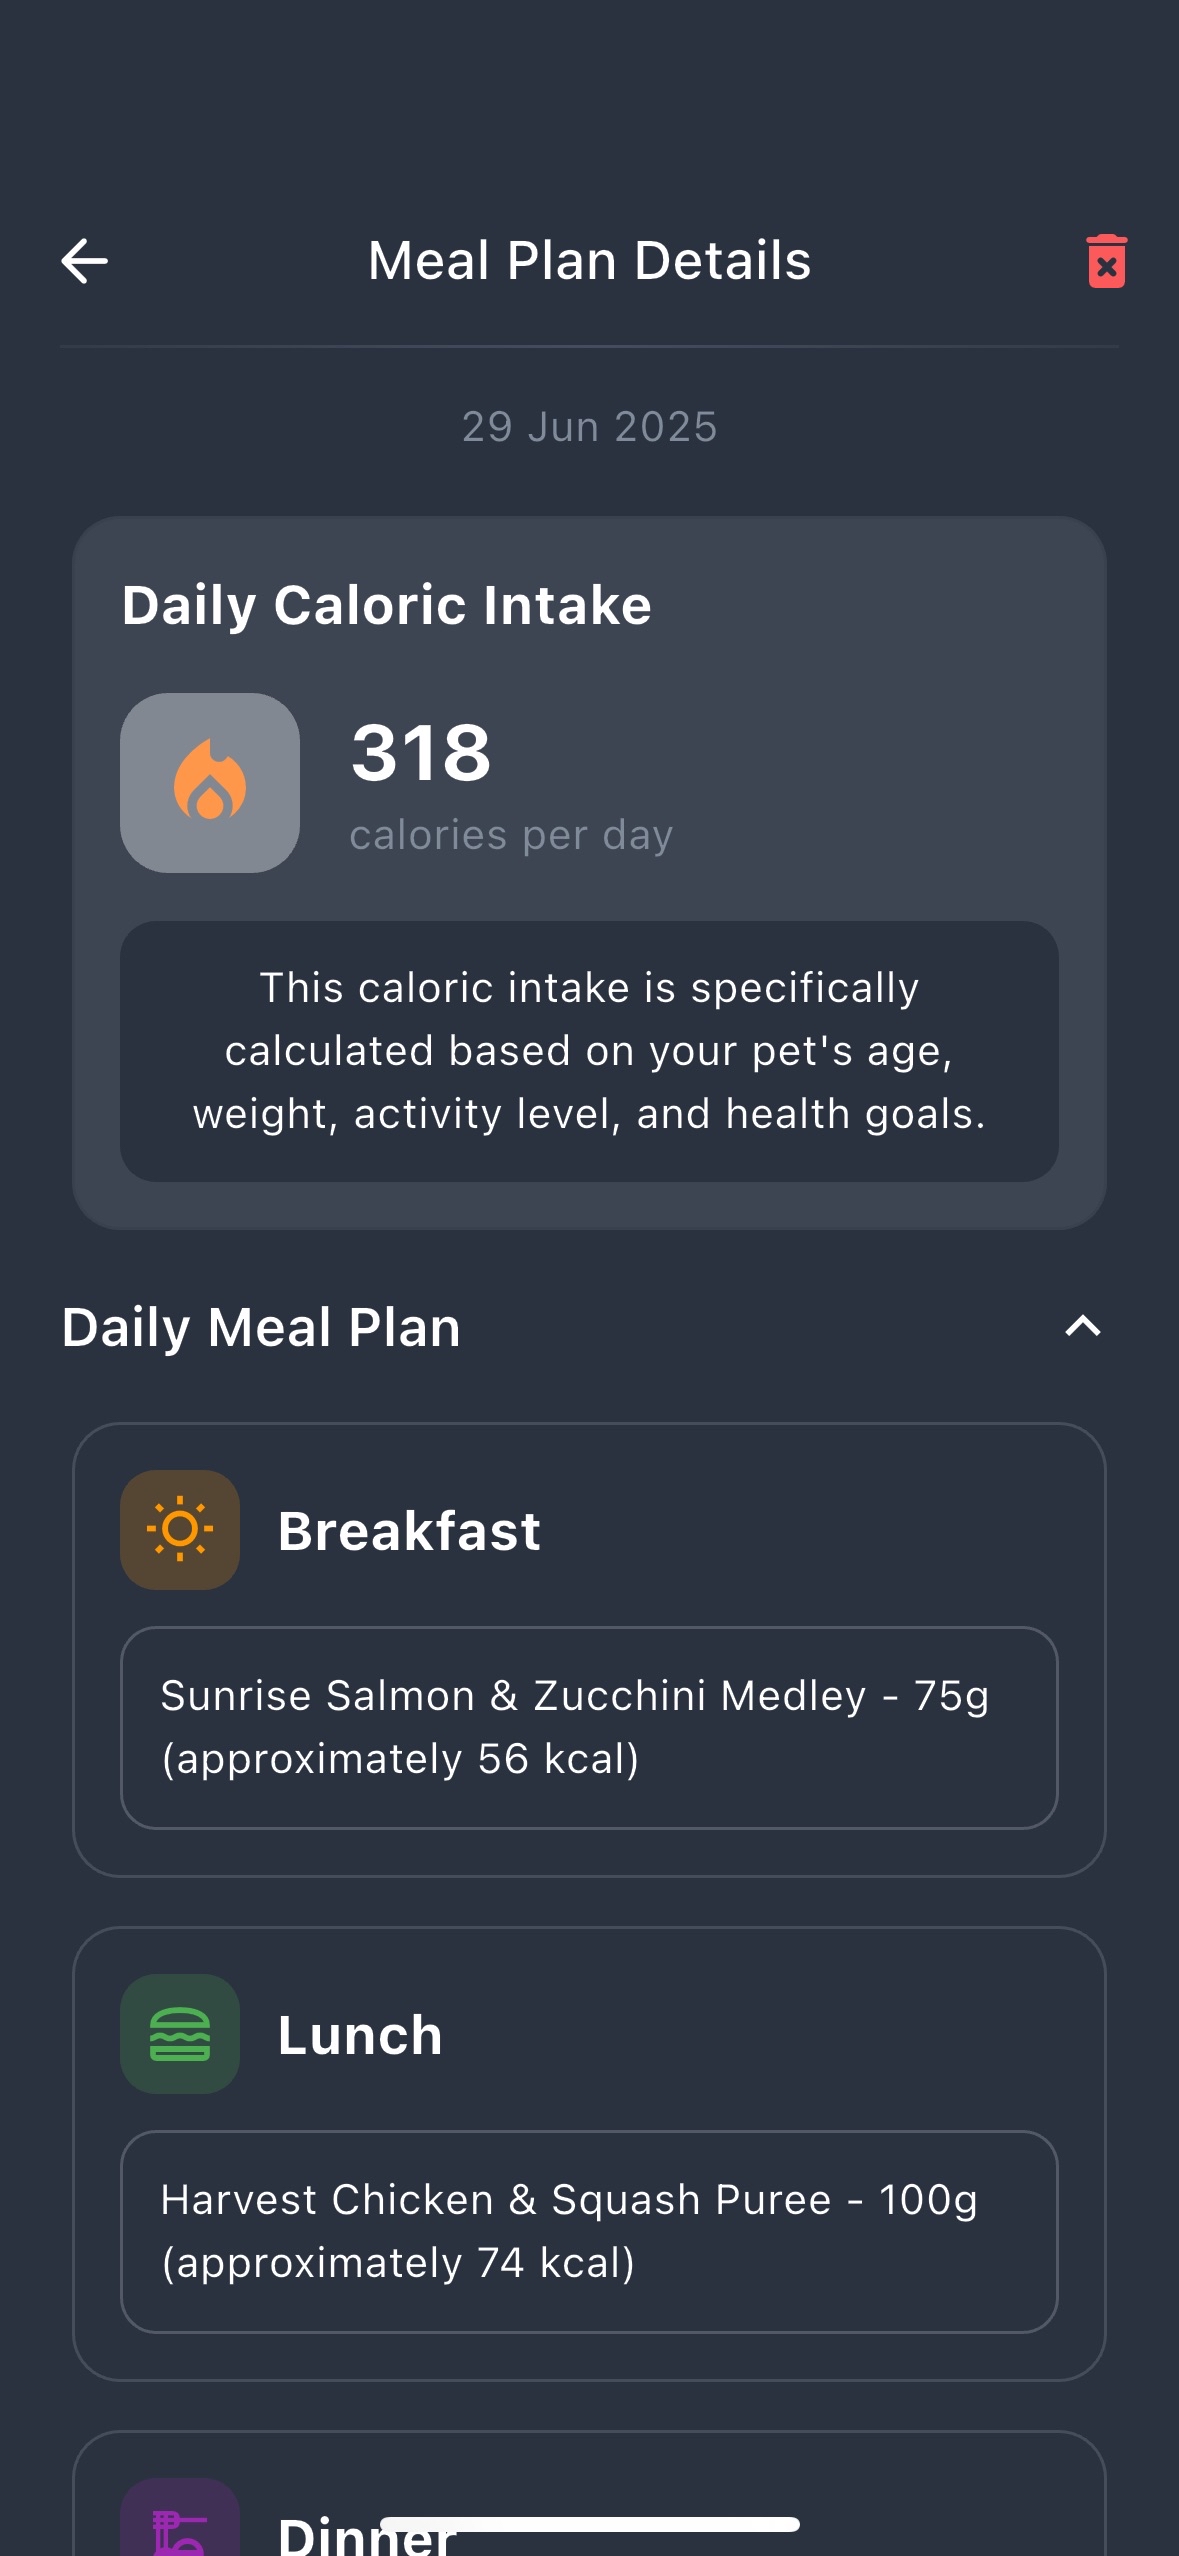 Meal Plan Details
29 Jun 2025
Daily Caloric Intake
318
calories per day
This caloric intake is specifically
calculated based on your pet's age,
weight, activity level, and health goals.
Daily Meal Plan
Breakfast
Sunrise Salmon & Zucchini Medley - 75g
(approximately 56 kcal)
Lunch
Harvest Chicken & Squash Puree - 100g
(approximately 74 kcal)
Dinner